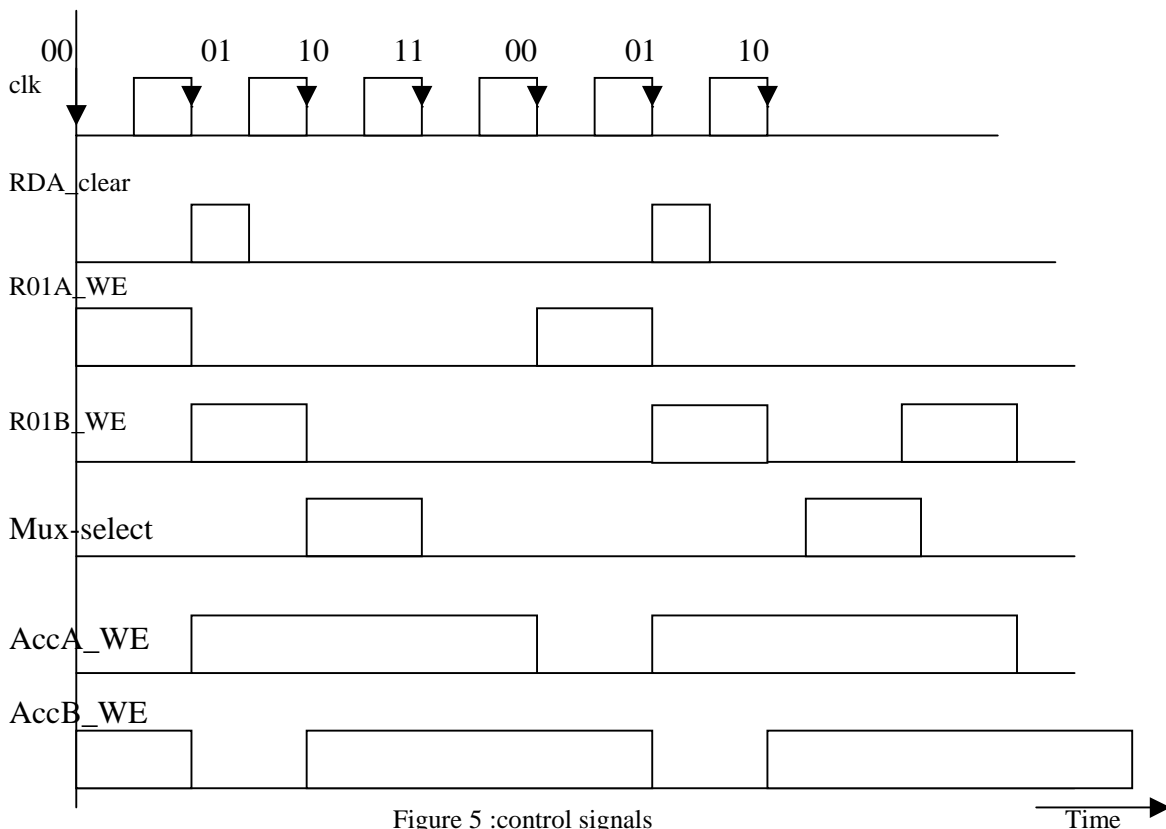 00 01 10 11 00 01 10
clk
RDA_clear
R01A_WE
R01B_WE
Mux-select
AccA_WE
AccB_WE
Figure 5 :control signals
Time